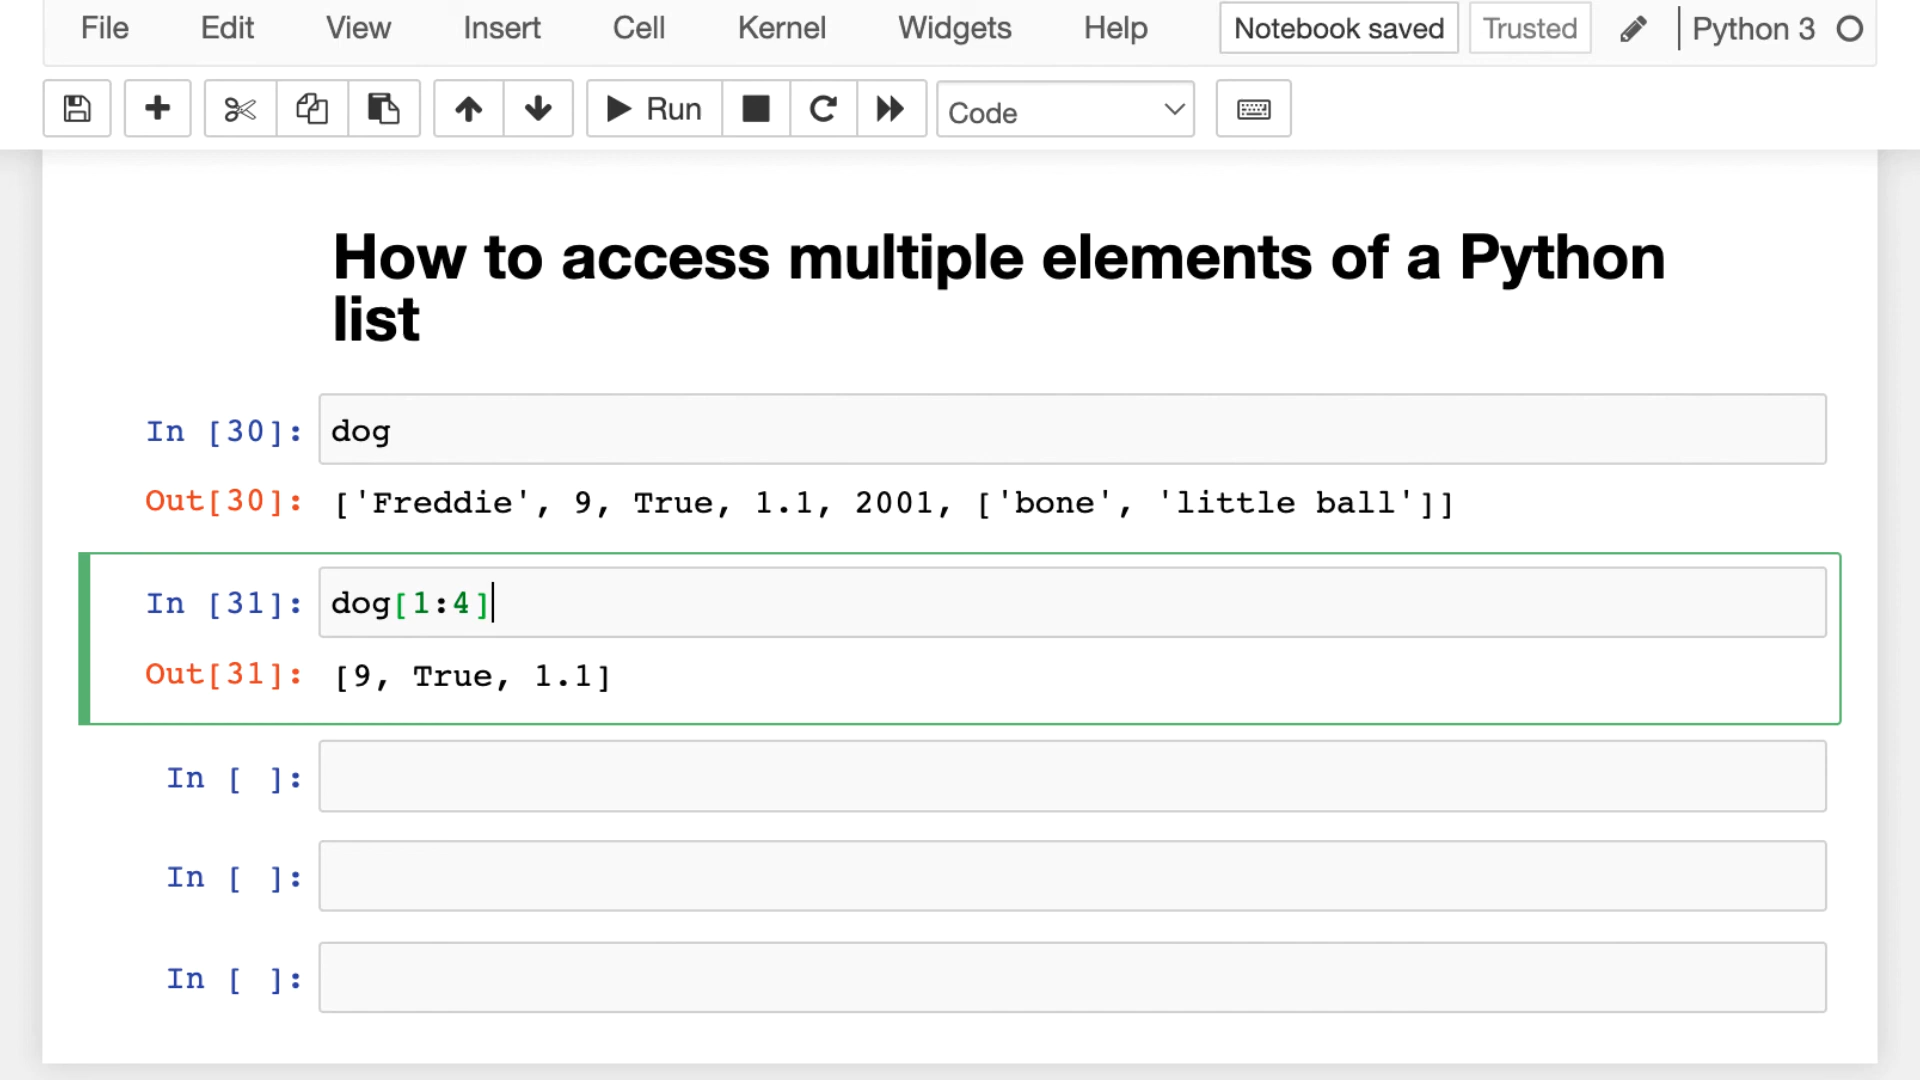 File Edit View Insert Cell Kernel Widgets Help Notebook saved Trusted Python 3
Run Code
How to access multiple elements of a Python
list
In [30]: dog
Out[30]: ['Freddie', 9, True, 1.1, 2001, ['bone', 'little ball']]
In [31]: dog[1:4]
Out[31]: [9, True, 1.1]
In [ ]:
In [ ]:
In [ ]: